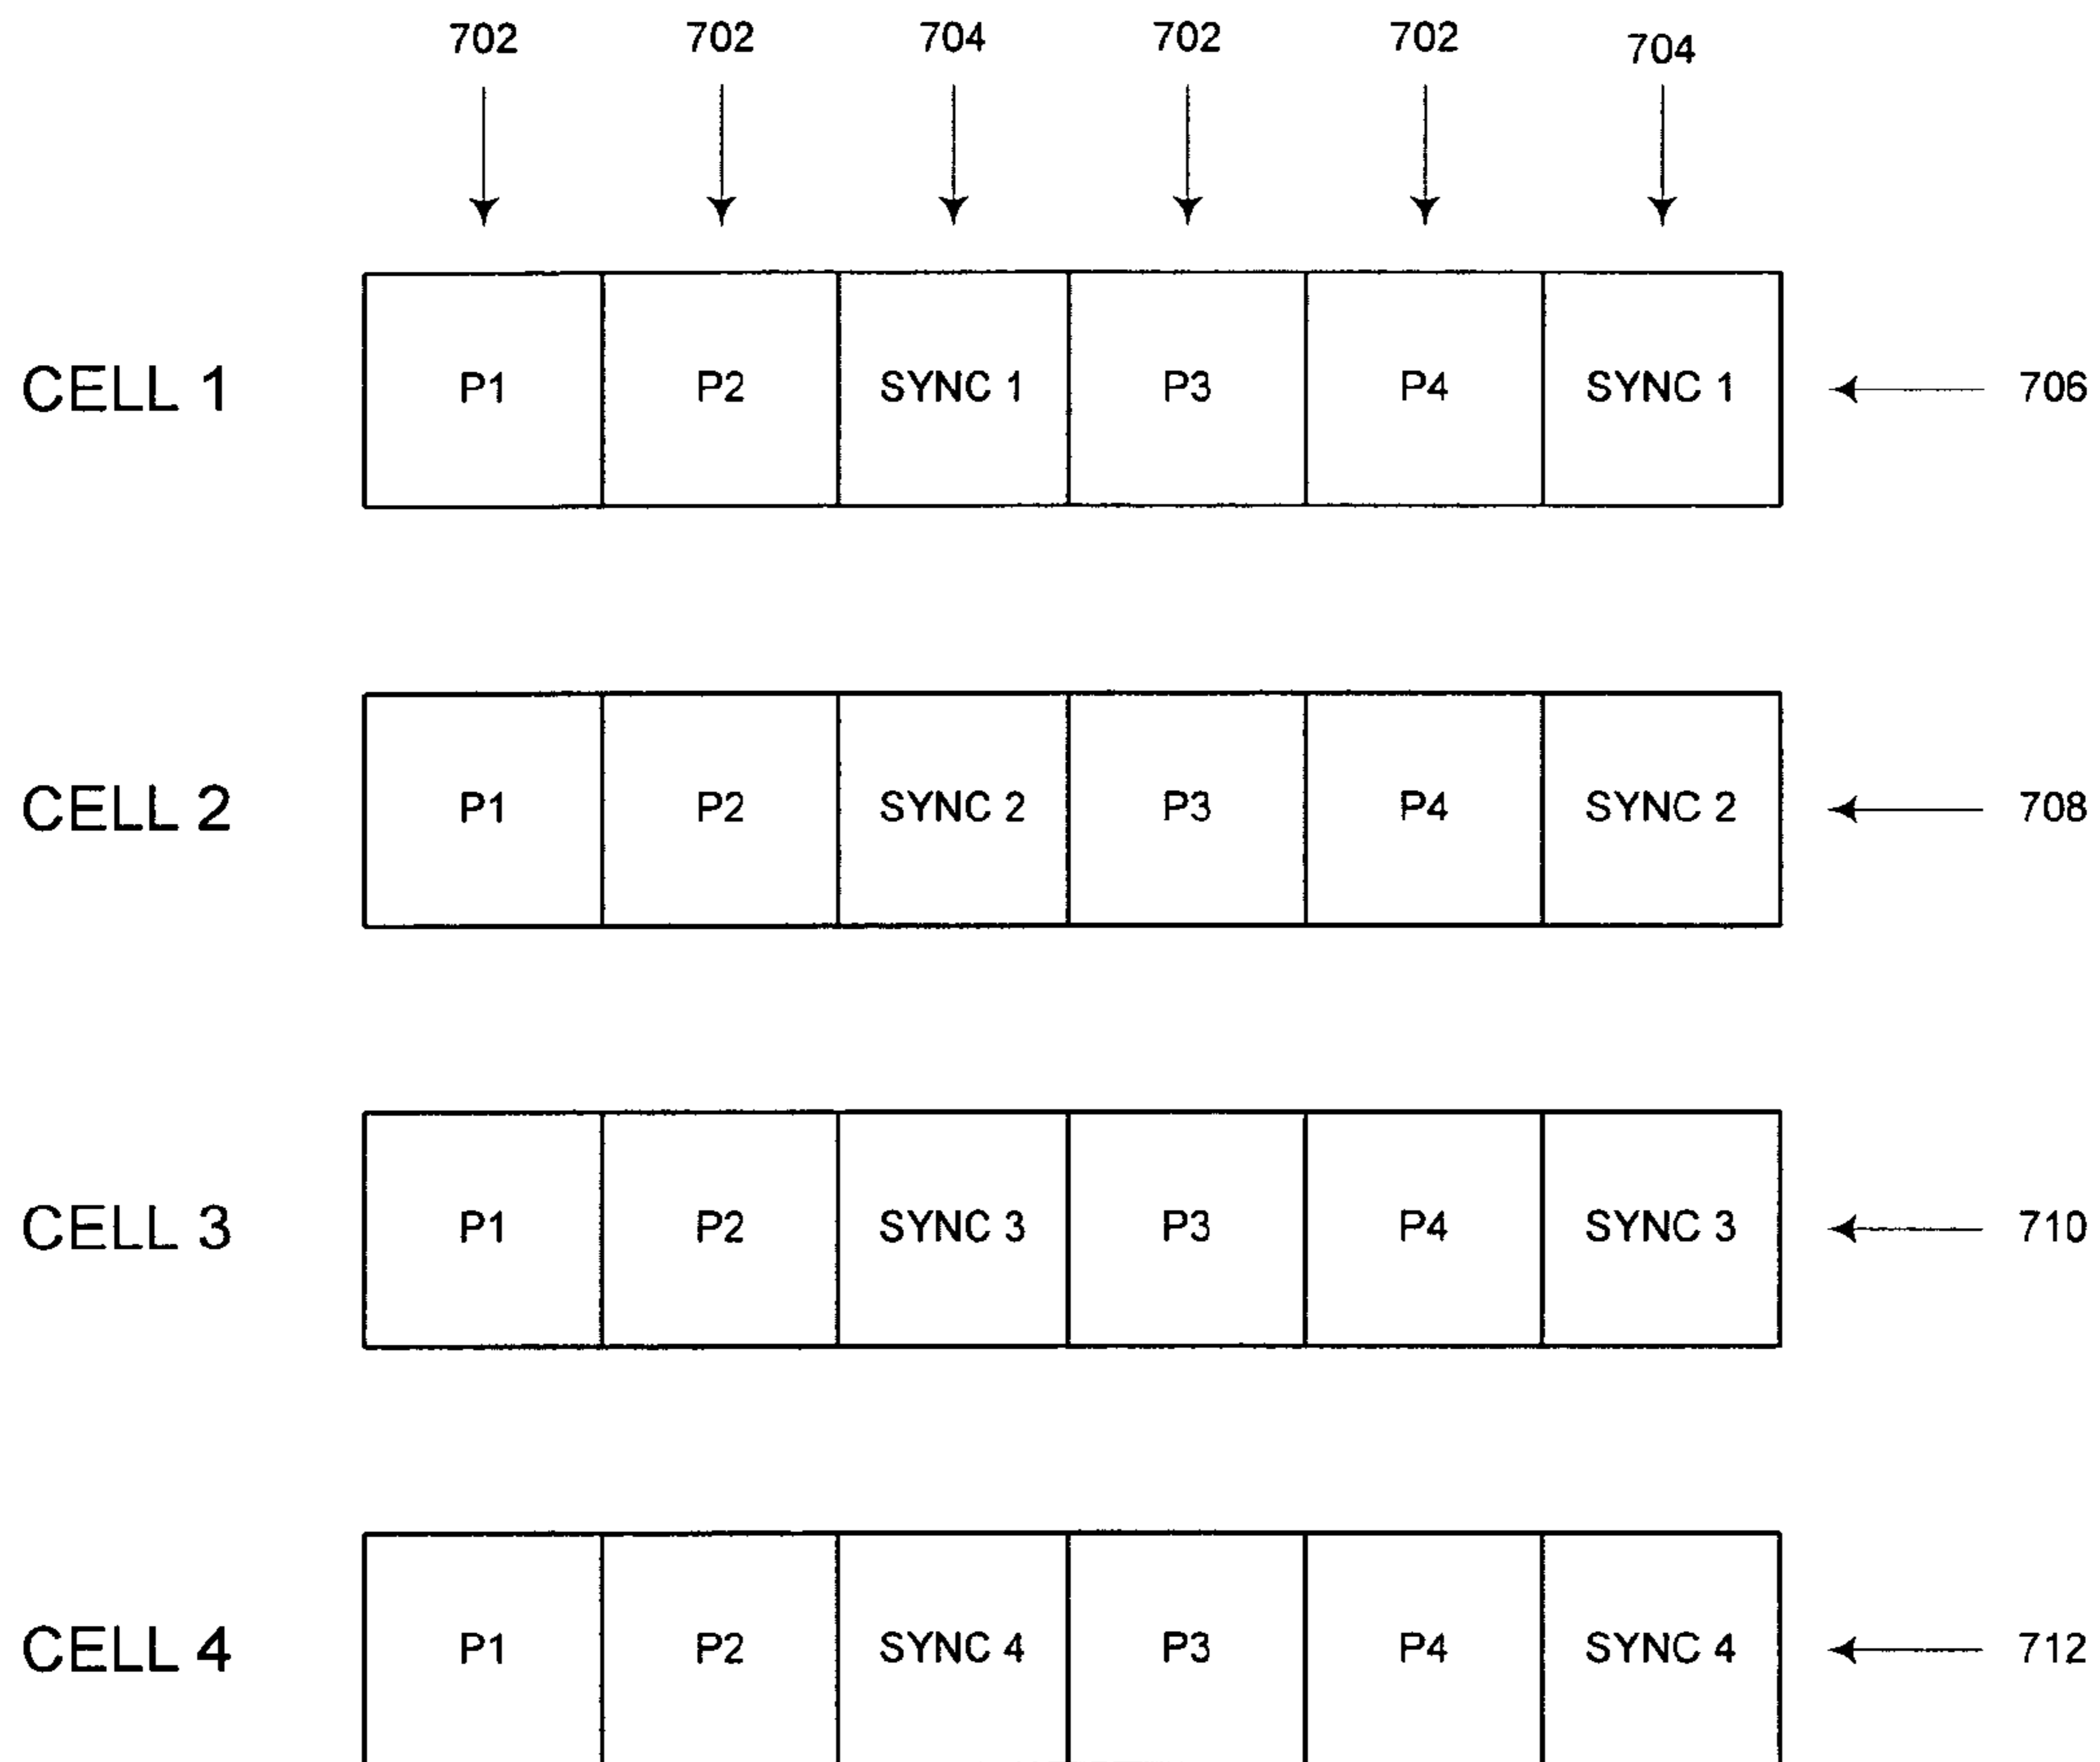 702 702 704 702 702 704
CELL 1 P1 P2 SYNC 1 P3 P4 SYNC 1 706
CELL 2 P1 P2 SYNC 2 P3 P4 SYNC 2 708
CELL 3 P1 P2 SYNC 3 P3 P4 SYNC 3 710
CELL 4 P1 P2 SYNC 4 P3 P4 SYNC 4 712